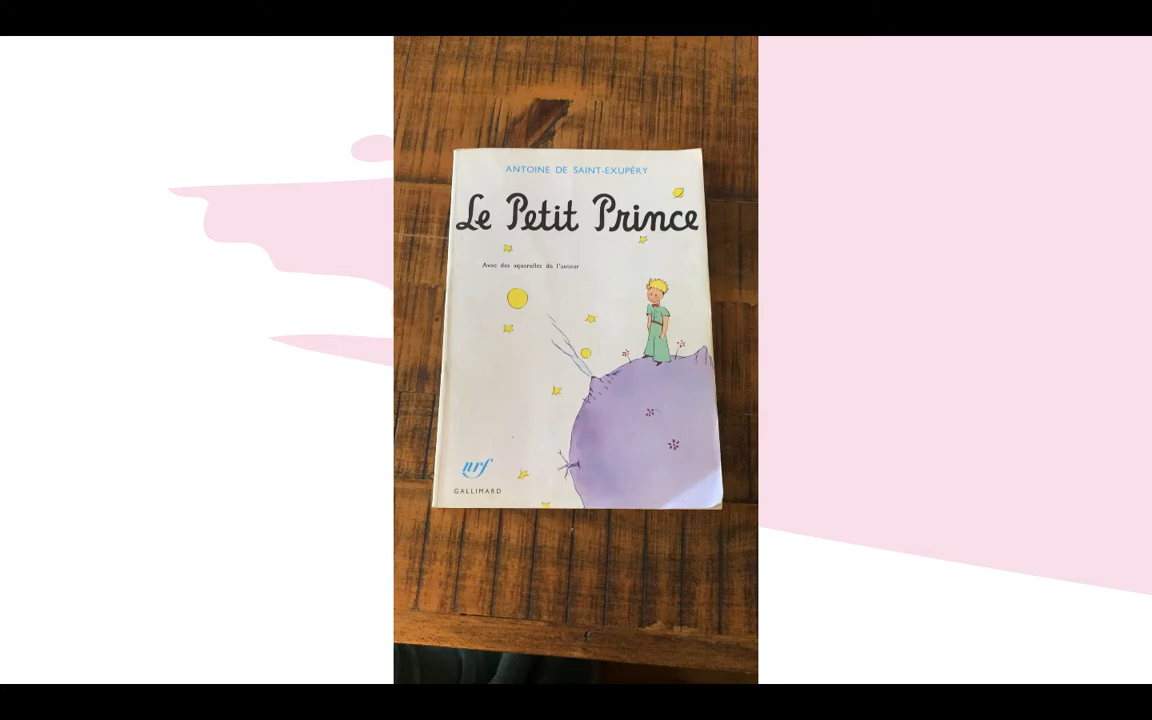 ANTOINE DE SAINT-EXUPÉRY
Le Petit Prince
Avec des aquarelles de l'auteur
nrf
GALLIMARD